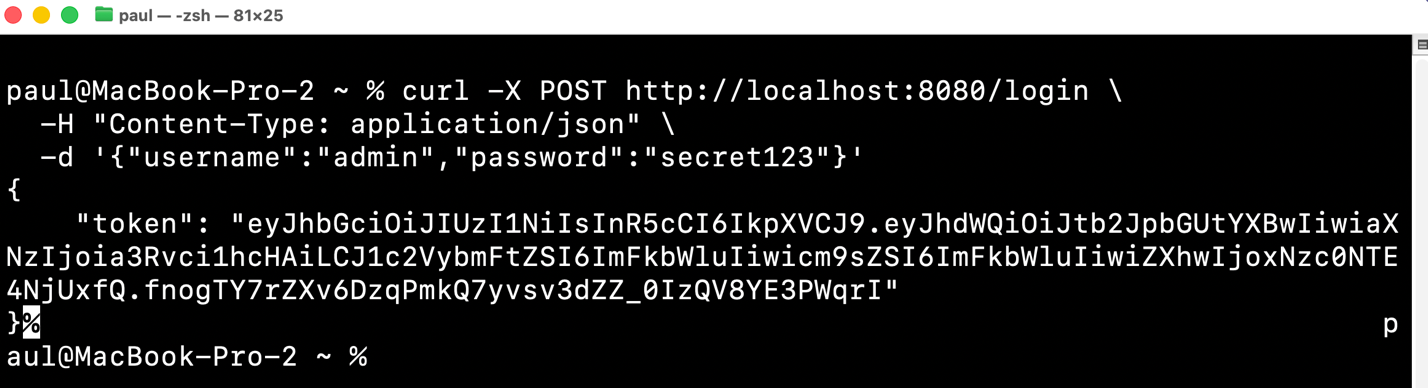 paul — -zsh — 81×25
paul@MacBook-Pro-2 ~ % curl -X POST http://localhost:8080/login \
  -H "Content-Type: application/json" \
  -d '{"username":"admin","password":"secret123"}'
{
    "token": "eyJhbGciOiJIUzI1NiIsInR5cCI6IkpXVCJ9.eyJhdWQiOiJtb2JpbGUtYXBwIiwiaX
NzIjoia3Rvci1hcHAiLCJ1c2VybmFtZSI6ImFkbWluIiwicm9sZSI6ImFkbWluIiwiZXhwIjoxNzc0NTE
4NjUxfQ.fnogTY7rZXv6DzqPmkQ7yvsv3dZZ_0IzQV8YE3PWqrI"
}%                                                                               p
aul@MacBook-Pro-2 ~ %